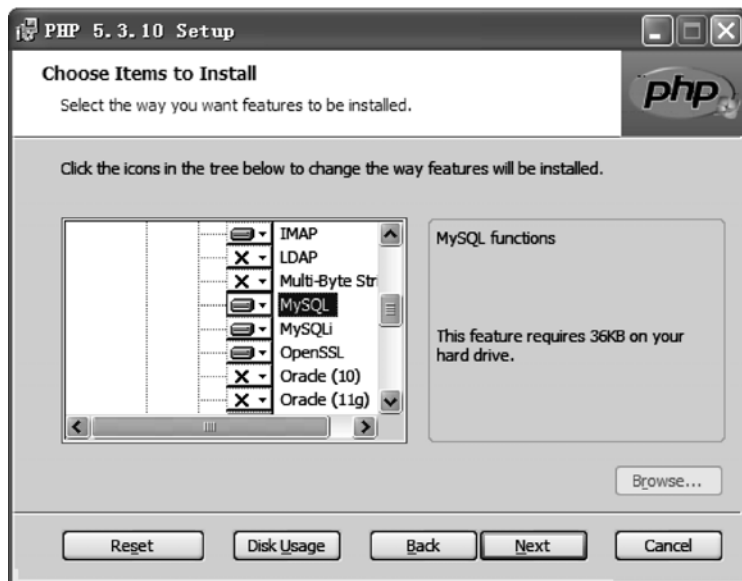 PHP 5.3.10 Setup
Choose Items to Install
Select the way you want features to be installed.
php
Click the icons in the tree below to change the way features will be installed.
IMAP
LDAP
Multi-Byte Stri
MySQL
MySQLi
OpenSSL
Oracle (10)
Oracle (11g)
MySQL functions
This feature requires 36KB on your
hard drive.
Browse...
Reset
Disk Usage
Back
Next
Cancel